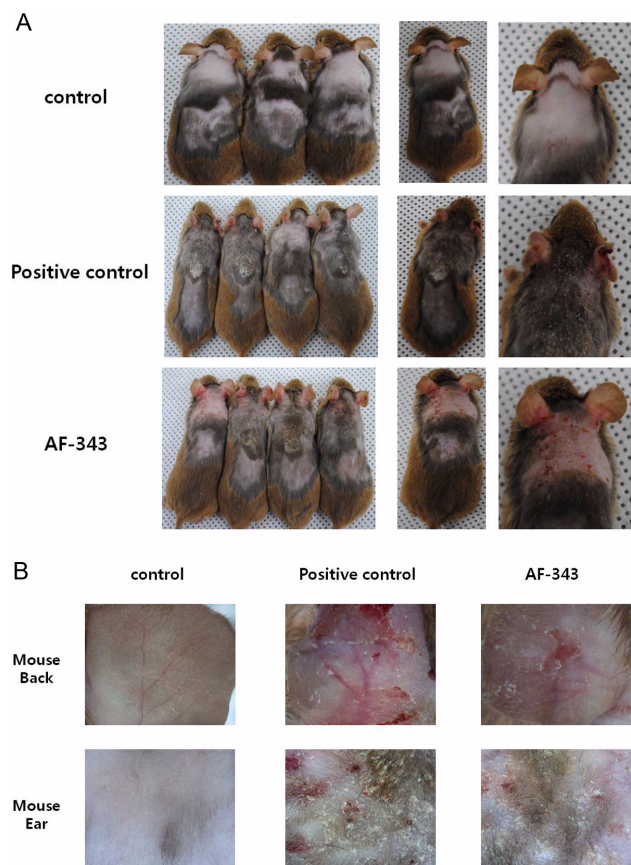 A
control
Positive control
AF-343
B
control Positive control AF-343
Mouse
Back
Mouse
Ear